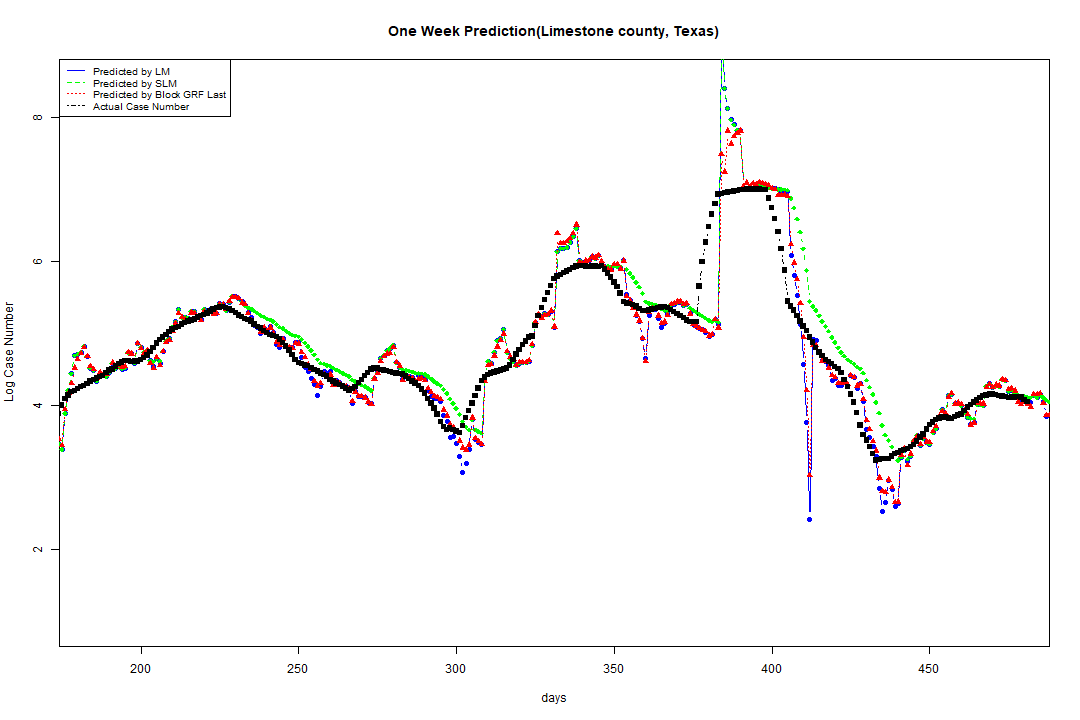 One Week Prediction(Limestone county, Texas)
Predicted by LM
Predicted by SLM
Predicted by Block GRF Last
Actual Case Number
8
6
4
2
Log Case Number
200 250 300 350 400 450
days